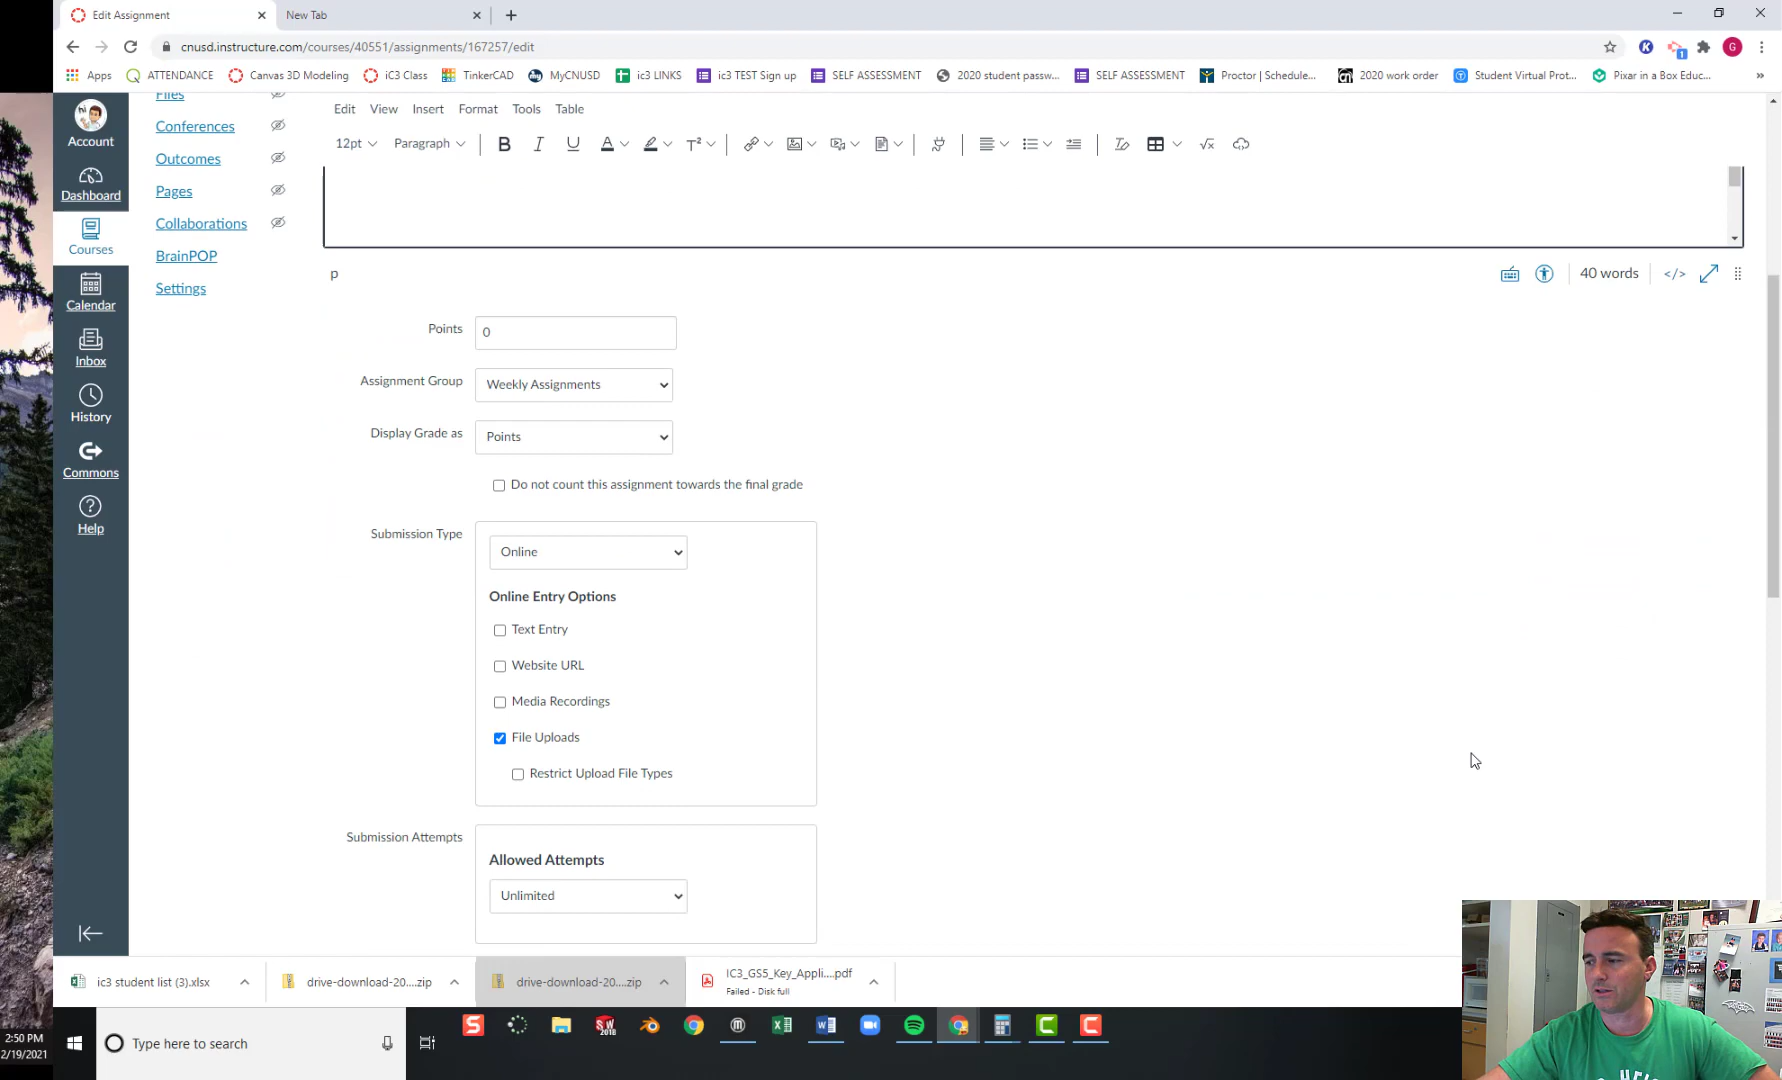 Edit Assignment
New Tab
cnusd.instructure.com/courses/40551/assignments/167257/edit
G
Apps
ATTENDANCE
Canvas 3D Modeling
iC3 Class
TinkerCAD
MyCNUSD
ic3 LINKS
ic3 TEST Sign up
SELF ASSESSMENT
2020 student passw...
SELF ASSESSMENT
Proctor | Schedule...
2020 work order
Student Virtual Prot...
Pixar in a Box Educ...
Account
Dashboard
Courses
Calendar
Inbox
History
Commons
Help
Files
Conferences
Outcomes
Pages
Collaborations
BrainPOP
Settings
Edit
View
Insert
Format
Tools
Table
12pt
Paragraph
p
40 words
</>
Points
0
Assignment Group
Weekly Assignments
Display Grade as
Points
Do not count this assignment towards the final grade
Submission Type
Online
Online Entry Options
Text Entry
Website URL
Media Recordings
File Uploads
Restrict Upload File Types
Submission Attempts
Allowed Attempts
Unlimited
ic3 student list (3).xlsx
drive-download-20....zip
drive-download-20....zip
IC3_GS5_Key_Appli....pdf
Failed - Disk full
2:50 PM
2/19/2021
Type here to search